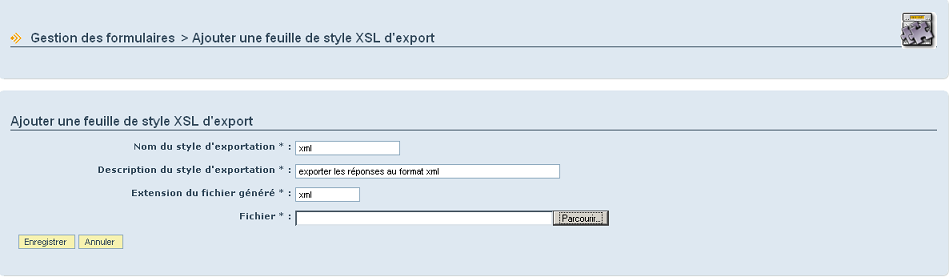 Gestion des formulaires > Ajouter une feuille de style XSL d'export
Ajouter une feuille de style XSL d'export
Nom du style d'exportation * : xml
Description du style d'exportation * : exporter les réponses au format xml
Extension du fichier généré * : xml
Fichier * : Parcourir...
Enregistrer Annuler